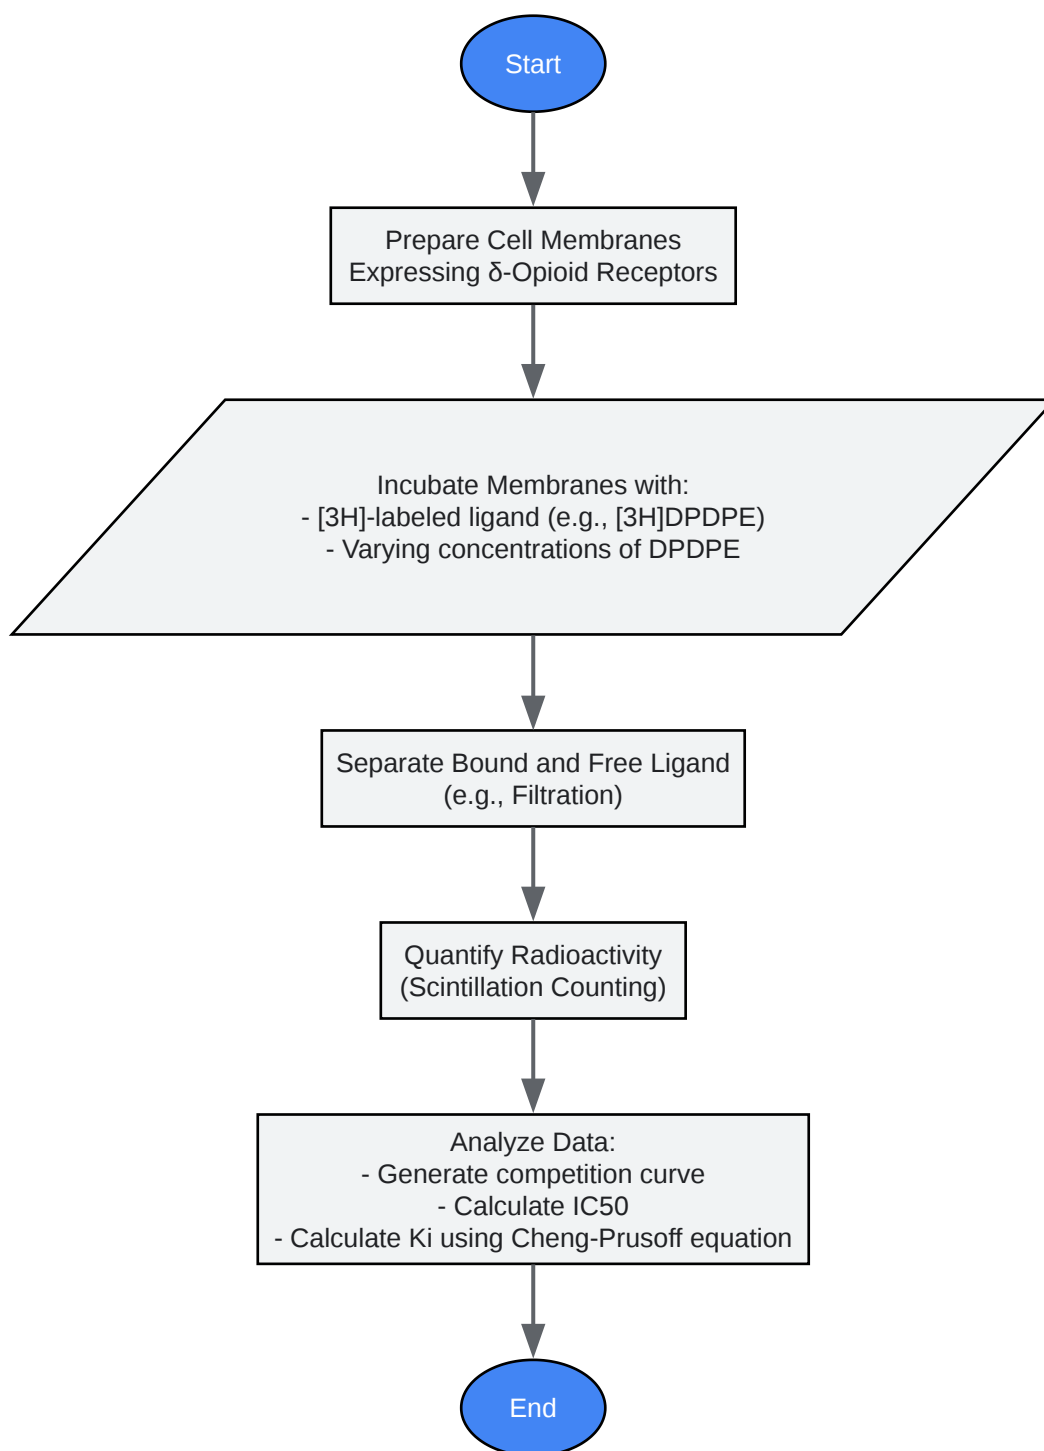 Start
Prepare Cell Membranes
Expressing δ-Opioid Receptors
Incubate Membranes with:
- [3H]-labeled ligand (e.g., [3H]DPDPE)
- Varying concentrations of DPDPE
Separate Bound and Free Ligand
(e.g., Filtration)
Quantify Radioactivity
(Scintillation Counting)
Analyze Data:
- Generate competition curve
- Calculate IC50
- Calculate Ki using Cheng-Prusoff equation
End